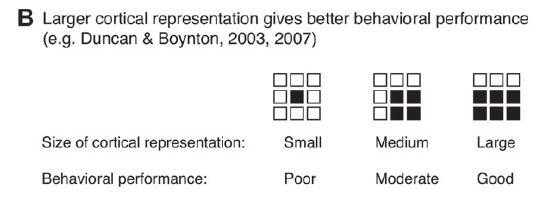 B Larger cortical representation gives better behavioral performance
(e.g. Duncan & Boynton, 2003, 2007)
Size of cortical representation: Small Medium Large
Behavioral performance: Poor Moderate Good